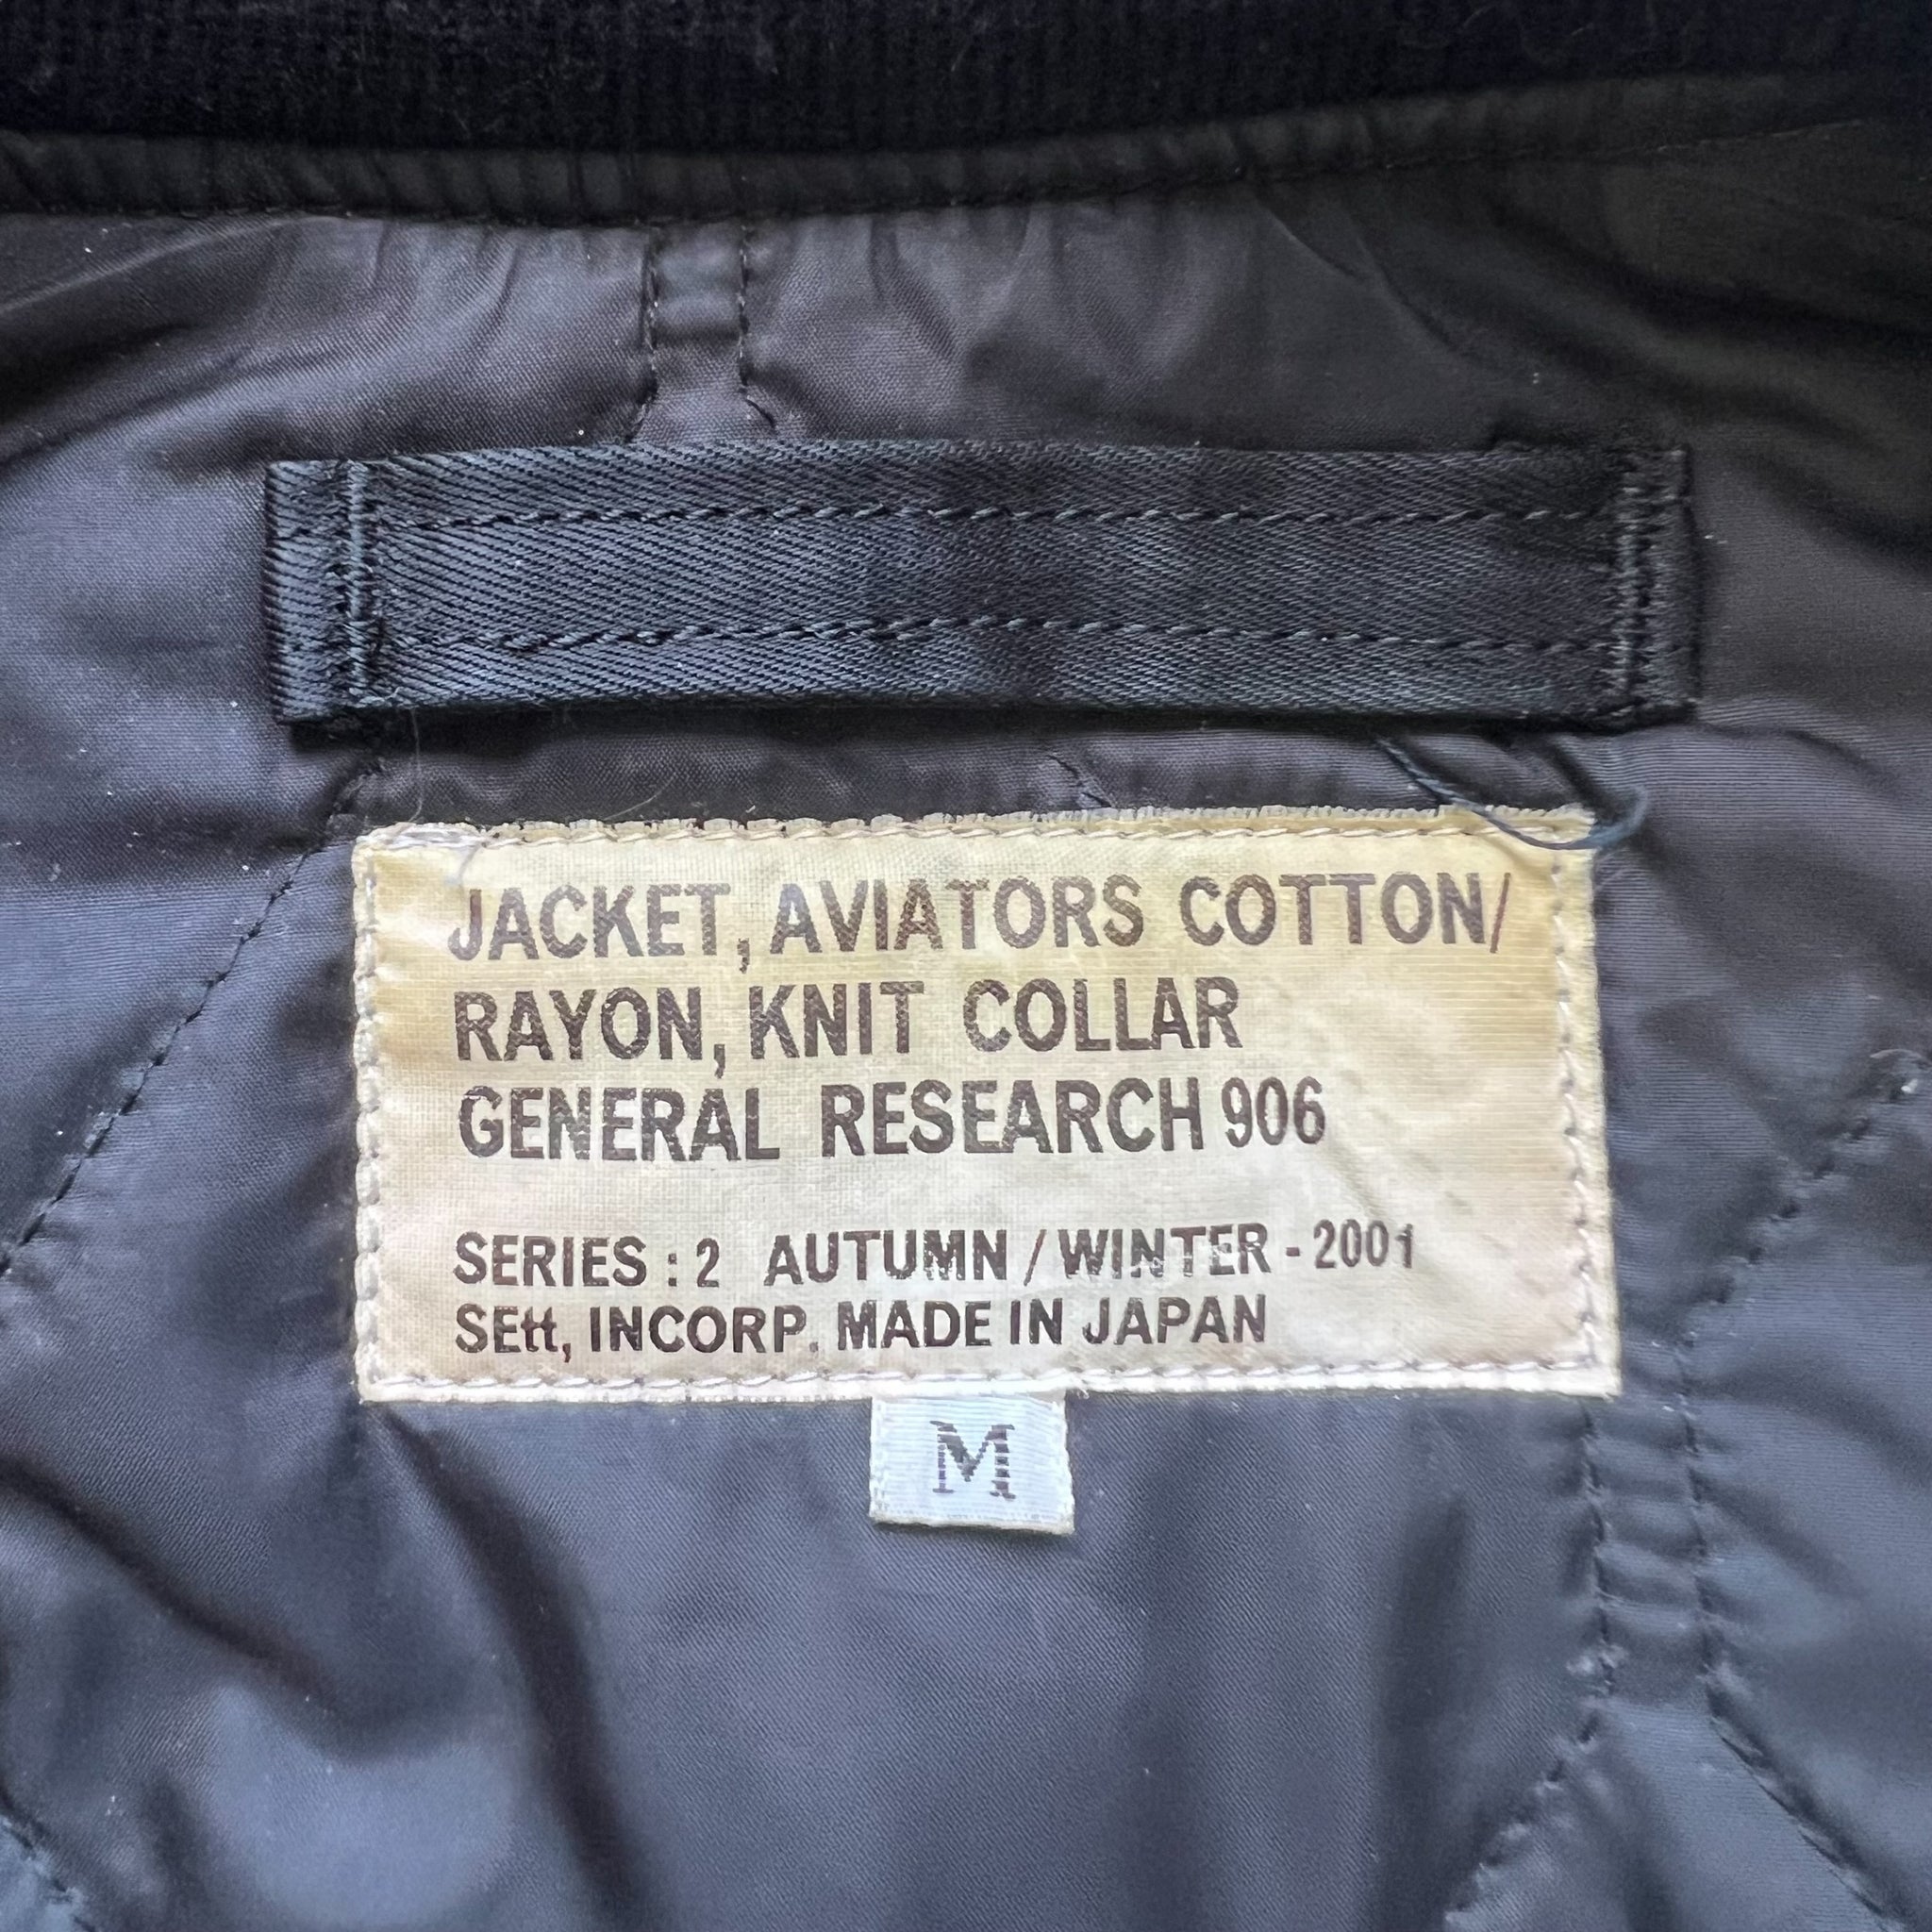 JACKET, AVIATORS COTTON/
RAYON, KNIT COLLAR
GENERAL RESEARCH 906
SERIES : 2 AUTUMN / WINTER - 2001
SEtt, INCORP. MADE IN JAPAN
M